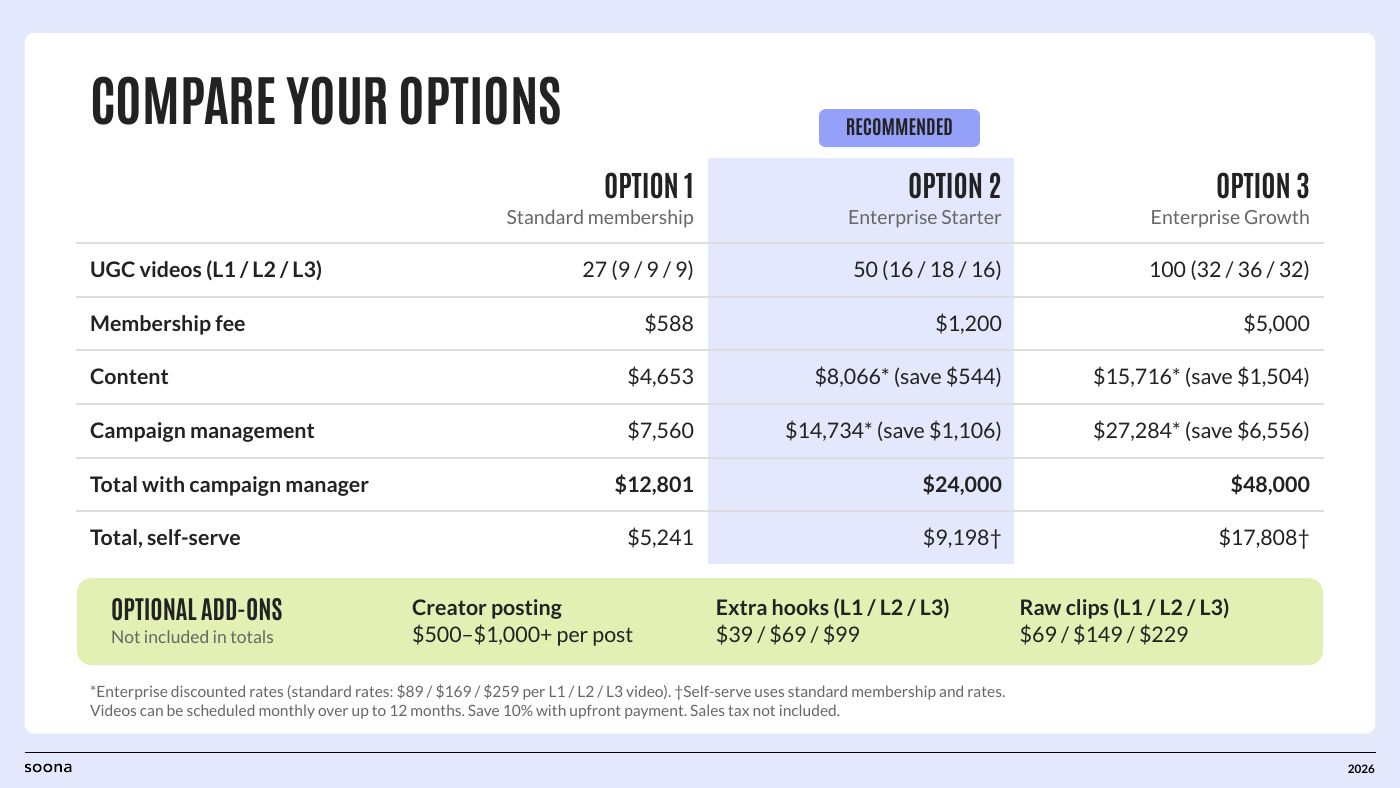 COMPARE YOUR OPTIONS
RECOMMENDED
OPTION 1 OPTION 2 OPTION 3
Standard membership Enterprise Starter Enterprise Growth
UGC videos (L1 / L2 / L3) 27 (9 / 9 / 9) 50 (16 / 18 / 16) 100 (32 / 36 / 32)
Membership fee $588 $1,200 $5,000
Content $4,653 $8,066* (save $544) $15,716* (save $1,504)
Campaign management $7,560 $14,734* (save $1,106) $27,284* (save $6,556)
Total with campaign manager $12,801 $24,000 $48,000
Total, self-serve $5,241 $9,198† $17,808†
OPTIONAL ADD-ONS
Not included in totals
Creator posting
$500–$1,000+ per post
Extra hooks (L1 / L2 / L3)
$39 / $69 / $99
Raw clips (L1 / L2 / L3)
$69 / $149 / $229
*Enterprise discounted rates (standard rates: $89 / $169 / $259 per L1 / L2 / L3 video). †Self-serve uses standard membership and rates.
Videos can be scheduled monthly over up to 12 months. Save 10% with upfront payment. Sales tax not included.
soona 2026